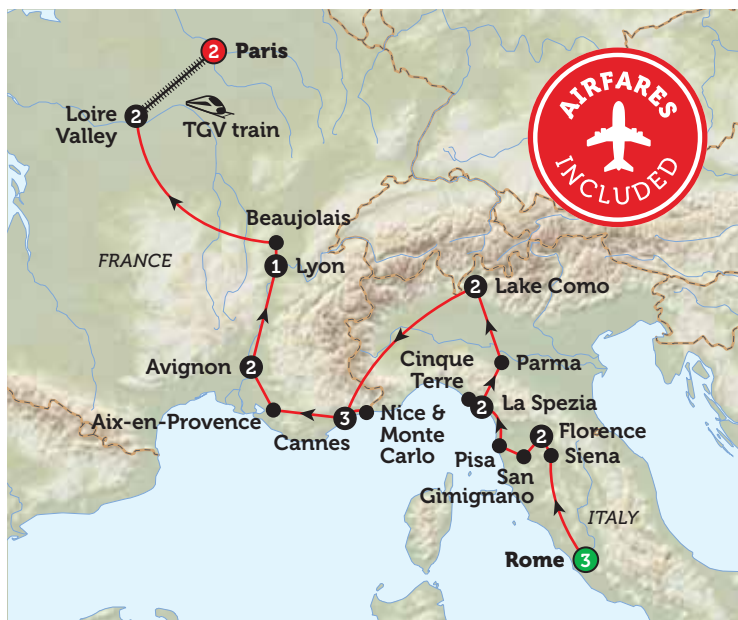 2
Paris
AIRFARES
INCLUDED
Loire
Valley
2
TGV train
Beaujolais
FRANCE
1
Lyon
2
Lake Como
Avignon
2
Cinque
Terre
Parma
2
La Spezia
Aix-en-Provence
3
Cannes
Nice &
Monte
Carlo
2
Florence
Siena
Pisa
San
Gimignano
ITALY
Rome
3